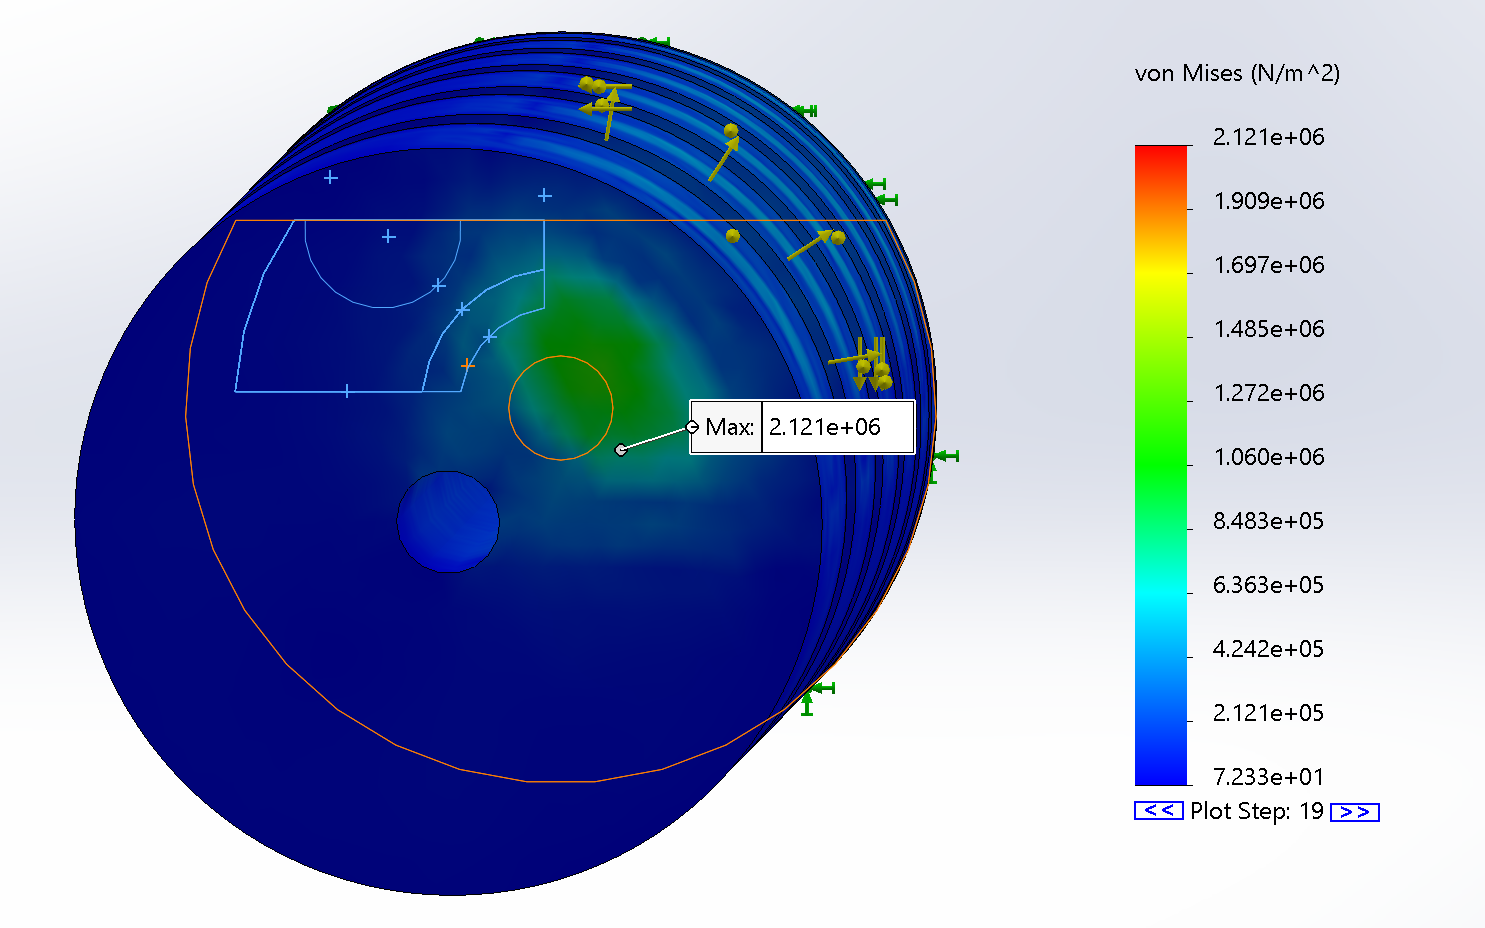 von Mises (N/m^2)
2.121e+06
1.909e+06
1.697e+06
1.485e+06
1.272e+06
1.060e+06
8.483e+05
6.363e+05
4.242e+05
2.121e+05
7.233e+01
<< Plot Step: 19 >>
Max: 2.121e+06